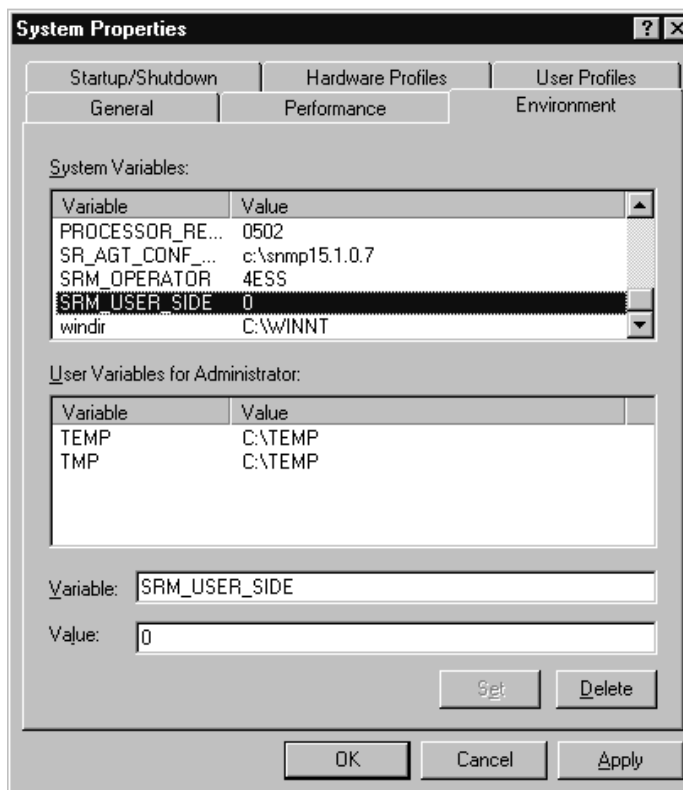 System Properties
Startup/Shutdown Hardware Profiles User Profiles
General Performance Environment
System Variables:
Variable Value
PROCESSOR_RE... 0502
SR_AGT_CONF_... c:\snmp15.1.0.7
SRM_OPERATOR 4ESS
SRM_USER_SIDE 0
windir C:\WINNT
User Variables for Administrator:
Variable Value
TEMP C:\TEMP
TMP C:\TEMP
Variable: SRM_USER_SIDE
Value: 0
Set Delete
OK Cancel Apply